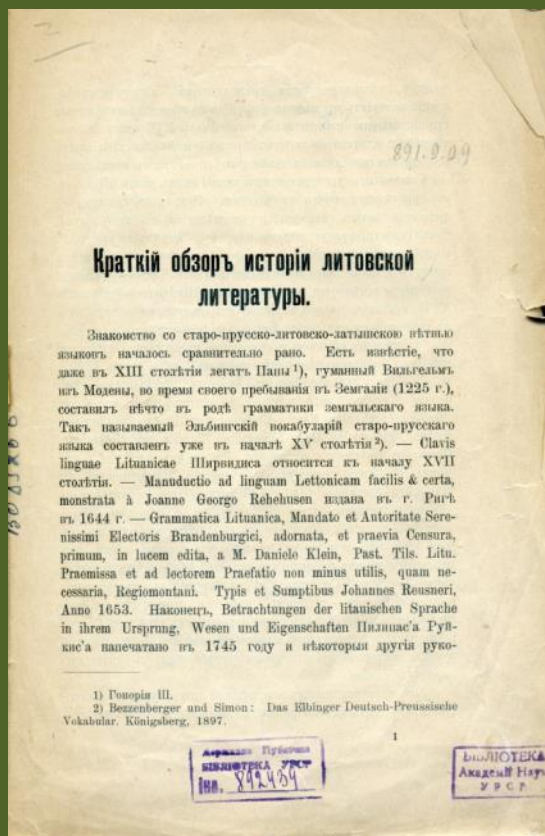 891.9.09
Краткій обзоръ исторіи литовской
литературы.
Знакомство со старо-прусско-литовско-латышскою вѣтвью
языковъ началось сравнительно рано. Есть извѣстіе, что
даже въ XIII столѣтіи легатъ Папы ¹), гуманный Вильгельмъ
изъ Модены, во время своего пребыванія въ Земгаліи (1225 г.),
составилъ нѣчто въ родѣ грамматики земгальскаго языка.
Такъ называемый Эльбингскій вокабуларій старо-прусскаго
языка составленъ уже въ началѣ XV столѣтія ²). — Clavis
linguae Lituanicae Ширвидиса относится къ началу XVII
столѣтія. — Manuductio ad linguam Lettonicam facilis & certa,
monstrata à Joanne Georgo Rehehusen издана въ г. Ригѣ
въ 1644 г. — Grammatica Lituanica, Mandato et Autoritate Sere-
nissimi Electoris Brandenburgici, adornata, et praevia Censura,
primum, in lucem edita, a M. Daniele Klein, Past. Tils. Litu.
Praemissa et ad lectorem Praefatio non minus utilis, quam ne-
cessaria, Regiomontani. Typis et Sumptibus Johannes Reusneri,
Anno 1653. Наконецъ, Betrachtungen der litanischen Sprache
in ihrem Ursprung, Wesen und Eigenschaften Пилипас'а Руй-
кис'а напечатано въ 1745 году и нѣкоторыя другія руко-
1) Гонорія III.
2) Bezzenberger und Simon: Das Elbinger Deutsch-Preussische
Vokabular. Königsberg, 1897.
1
Державна Публічна
БІБЛІОТЕКА УРСР
Інв. 892439
БІБЛІОТЕКА
Академії Наук
УРСР